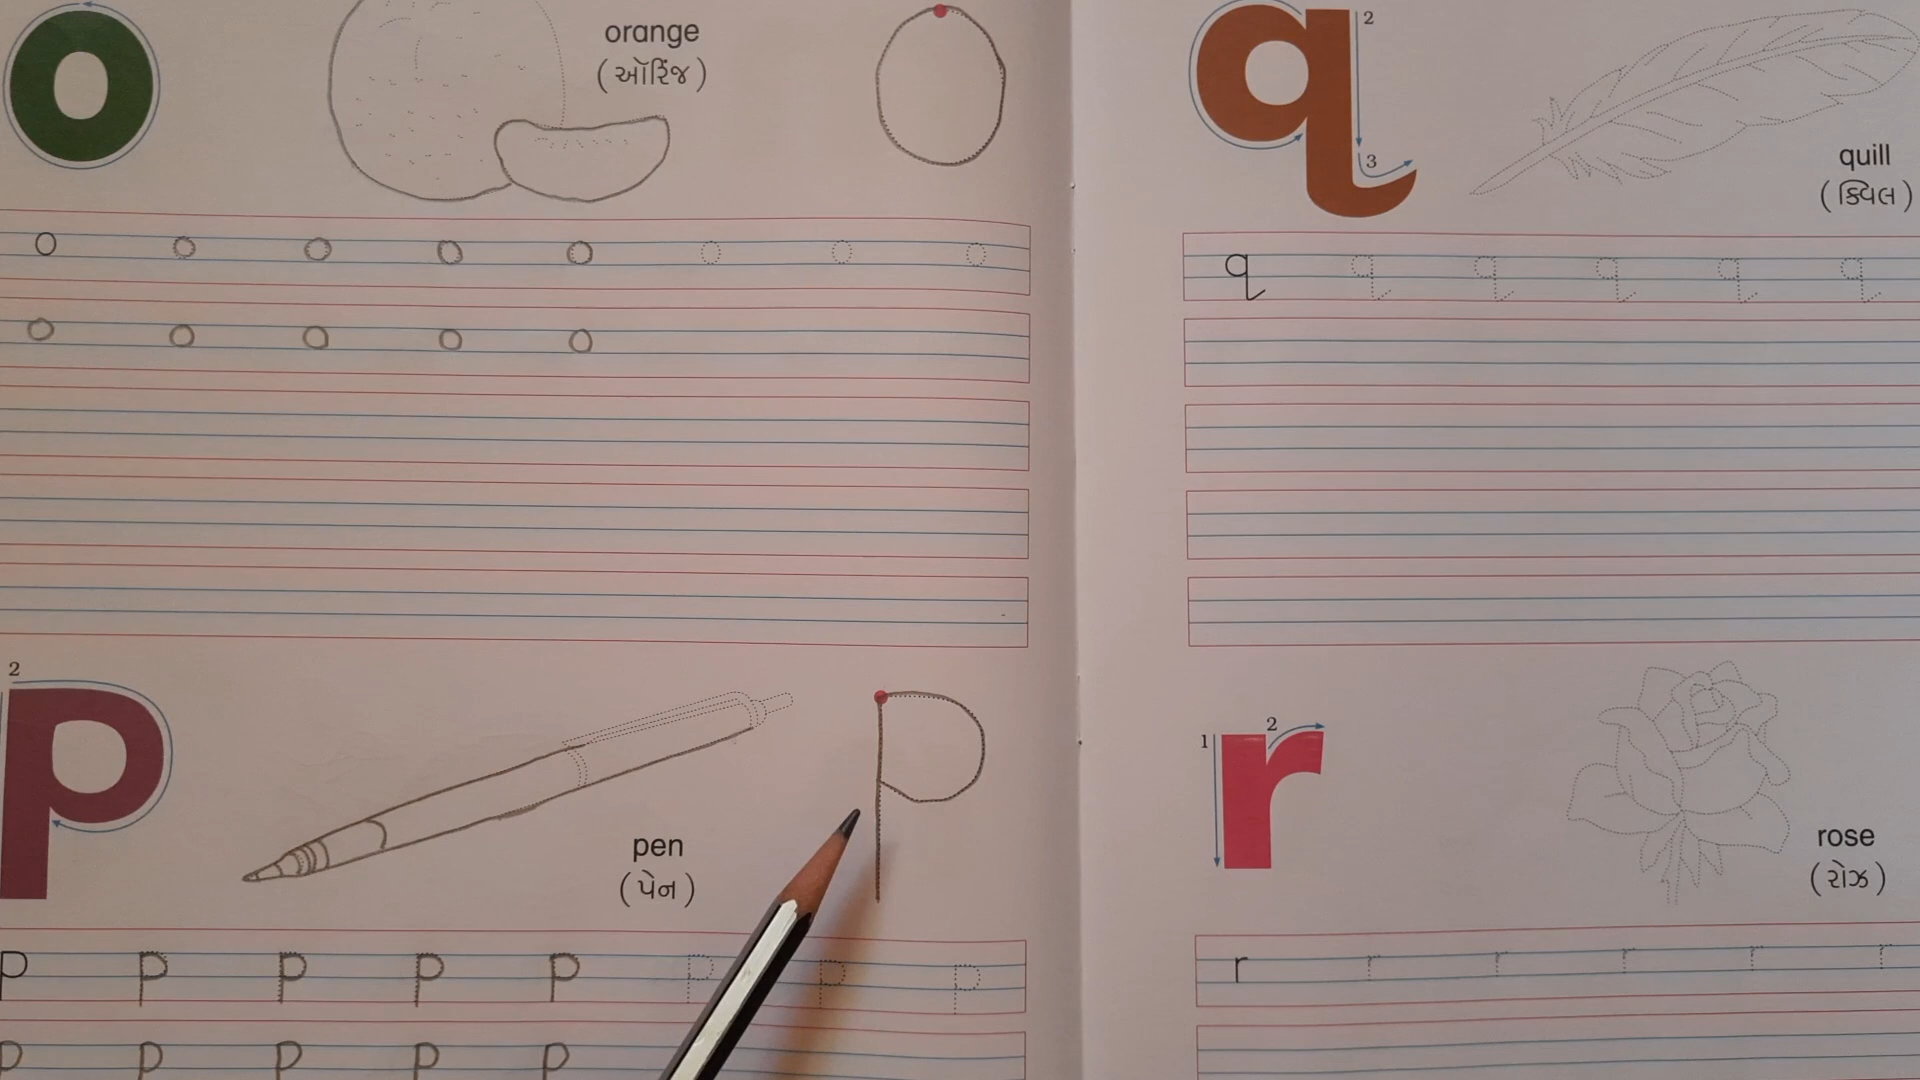 o
orange
(ઑરિંજ)
o o o o o o o o
o o o o o
2
p
pen
(પેન)
p p p p p p p p
p p p p p
q
2
3
quill
(ક્વિલ)
q q q q q q
1
2
r
rose
(રોઝ)
r r r r r r